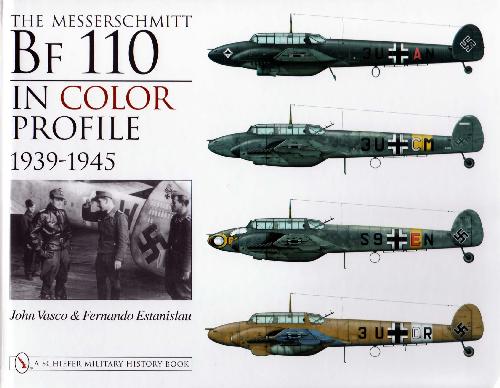 THE MESSERSCHMITT
BF 110
IN COLOR
PROFILE
1939-1945
John Vasco & Fernando Estanislau
A SCHIFFER MILITARY HISTORY BOOK
3U AN
3U CM
S9 EN
3U DR